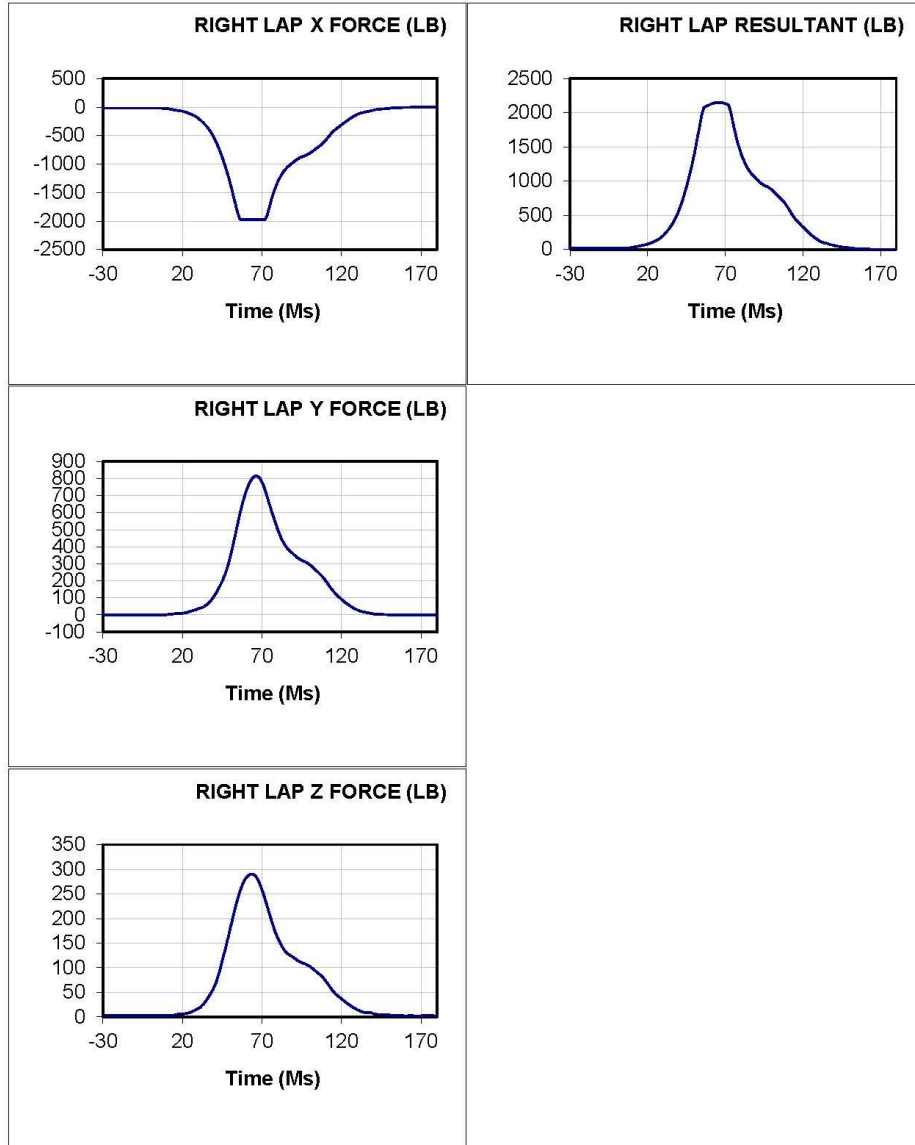 RIGHT LAP X FORCE (LB)
500
0
-500
-1000
-1500
-2000
-2500
-30 20 70 120 170
Time (Ms)
RIGHT LAP RESULTANT (LB)
2500
2000
1500
1000
500
0
-30 20 70 120 170
Time (Ms)
RIGHT LAP Y FORCE (LB)
900
800
700
600
500
400
300
200
100
0
-100
-30 20 70 120 170
Time (Ms)
RIGHT LAP Z FORCE (LB)
350
300
250
200
150
100
50
0
-30 20 70 120 170
Time (Ms)